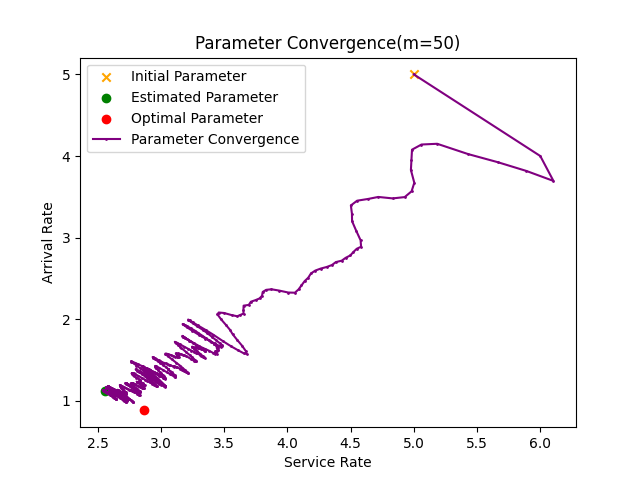 Parameter Convergence(m=50)
Initial Parameter
Estimated Parameter
Optimal Parameter
Parameter Convergence
Arrival Rate
5
4
3
2
1
2.5 3.0 3.5 4.0 4.5 5.0 5.5 6.0
Service Rate